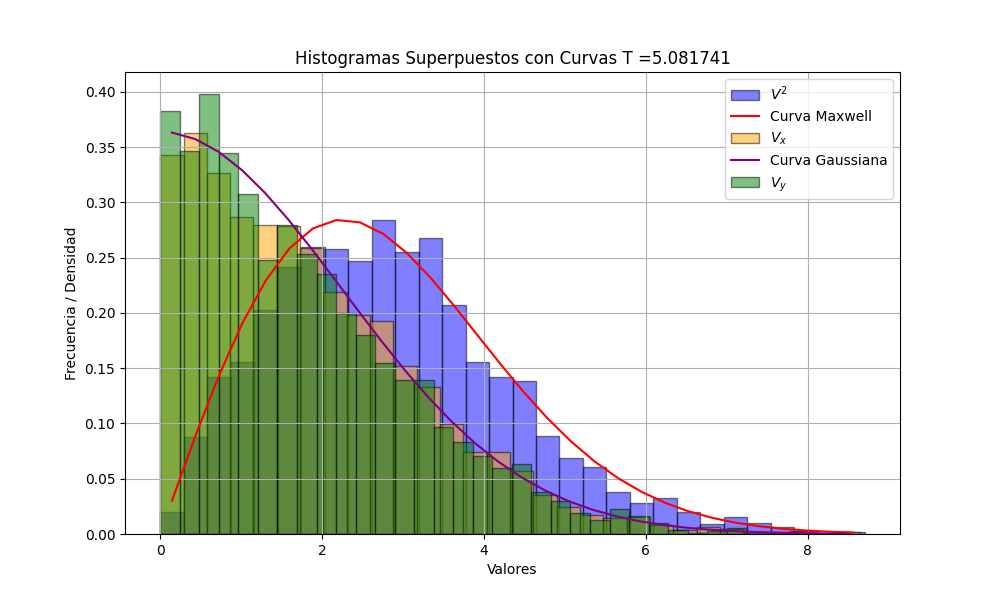 Histogramas Superpuestos con Curvas T =5.081741
Frecuencia / Densidad
0.40
0.35
0.30
0.25
0.20
0.15
0.10
0.05
0.00
0 2 4 6 8
Valores
V²
Curva Maxwell
Vₓ
Curva Gaussiana
V_y